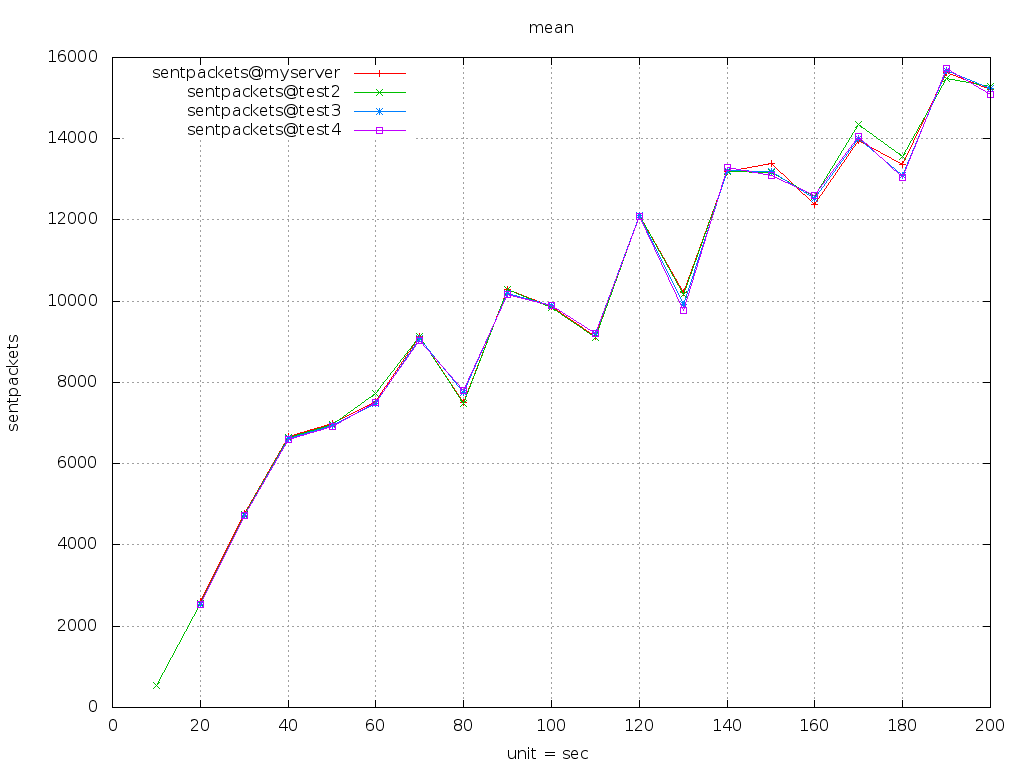 mean
16000
14000
12000
10000
8000
6000
4000
2000
0
sentpackets@myserver
sentpackets@test2
sentpackets@test3
sentpackets@test4
sentpackets
0 20 40 60 80 100 120 140 160 180 200
unit = sec